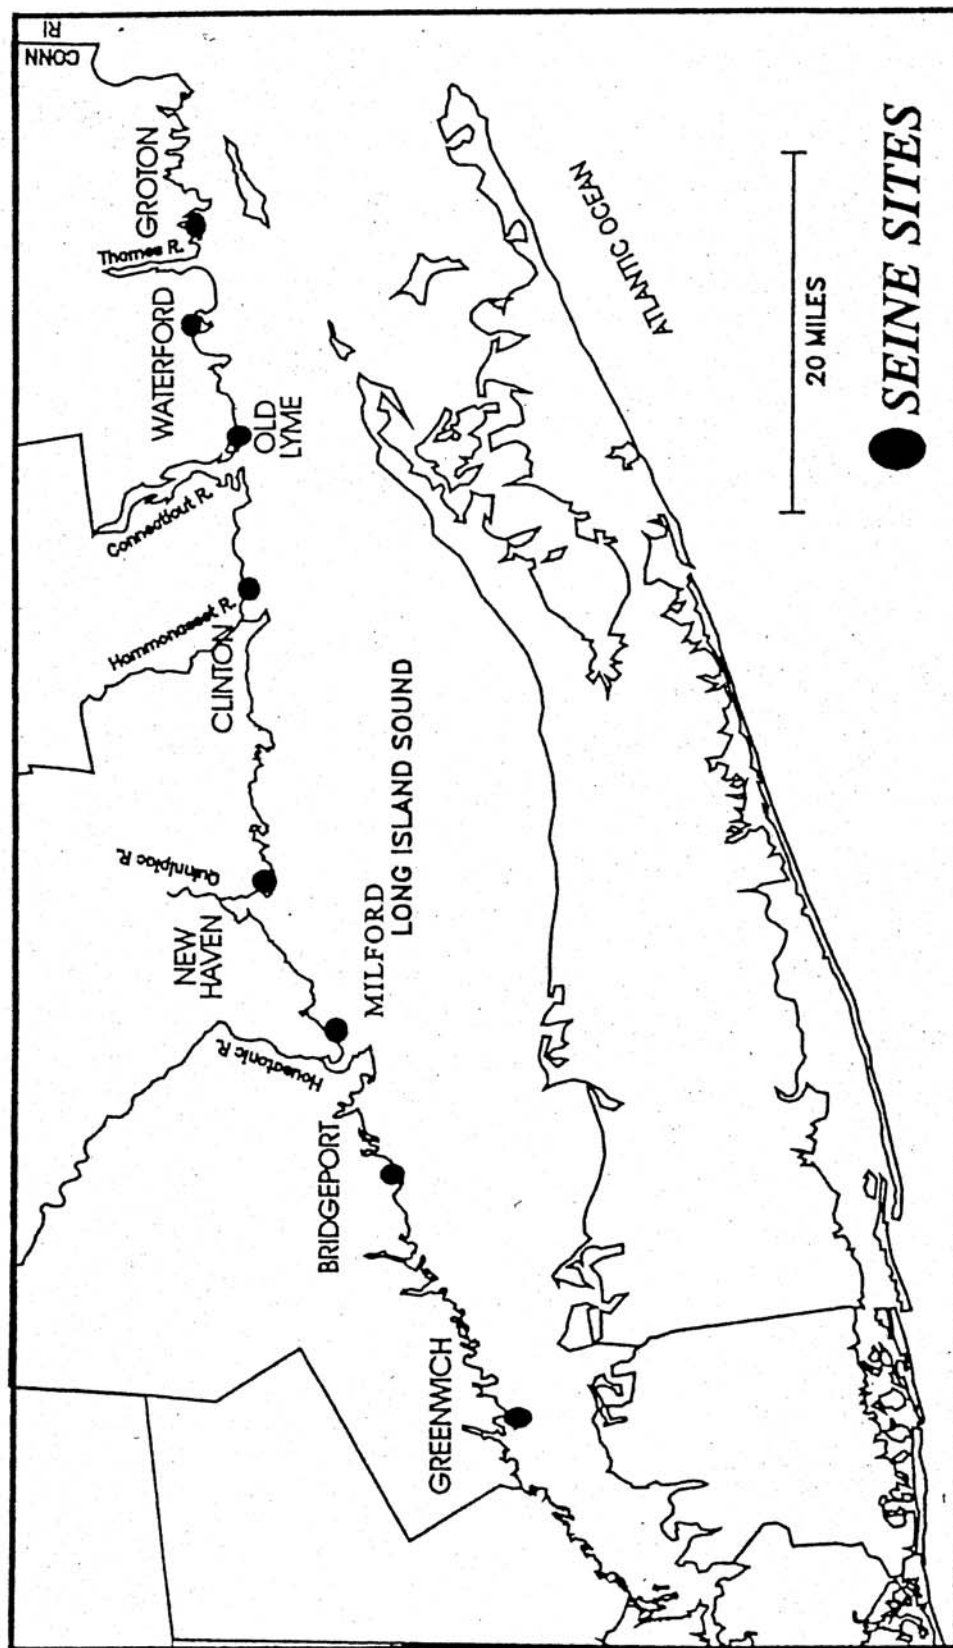 RI
CONN
GROTON
Thames R.
WATERFORD
OLD
LYME
Connecticut R.
Hammonasset R.
CLINTON
Quinnipiac R.
NEW
HAVEN
MILFORD
LONG ISLAND SOUND
Housatonic R.
BRIDGEPORT
GREENWICH
ATLANTIC OCEAN
20 MILES
SEINE SITES